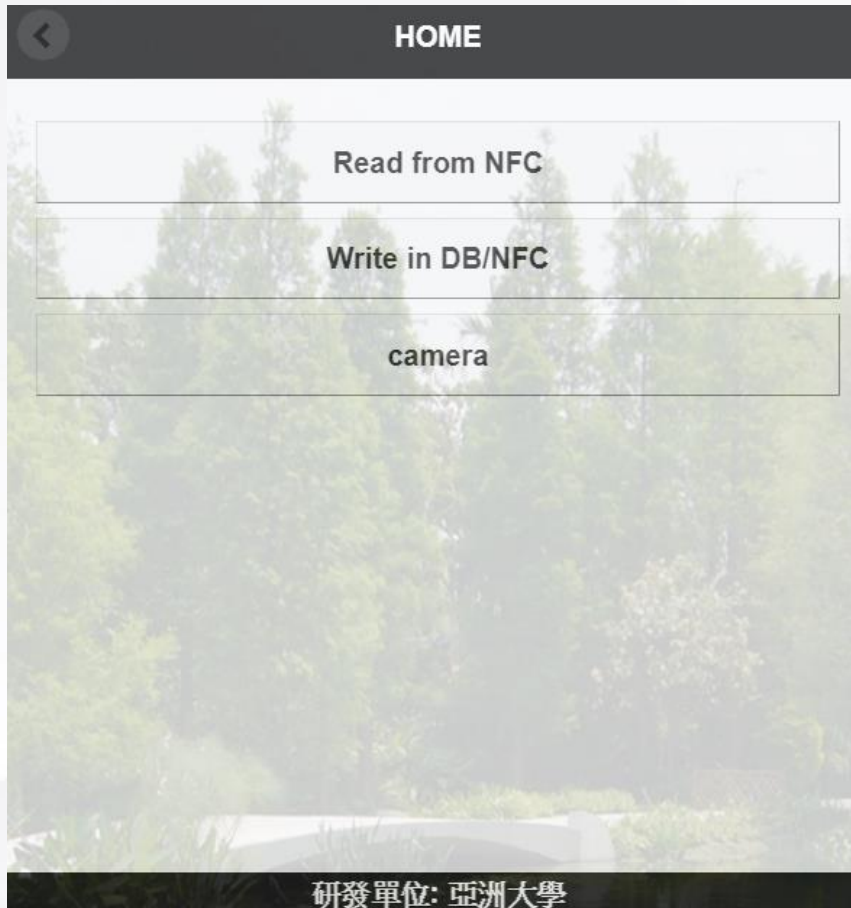 HOME
Read from NFC
Write in DB/NFC
camera
研發單位: 亞洲大學